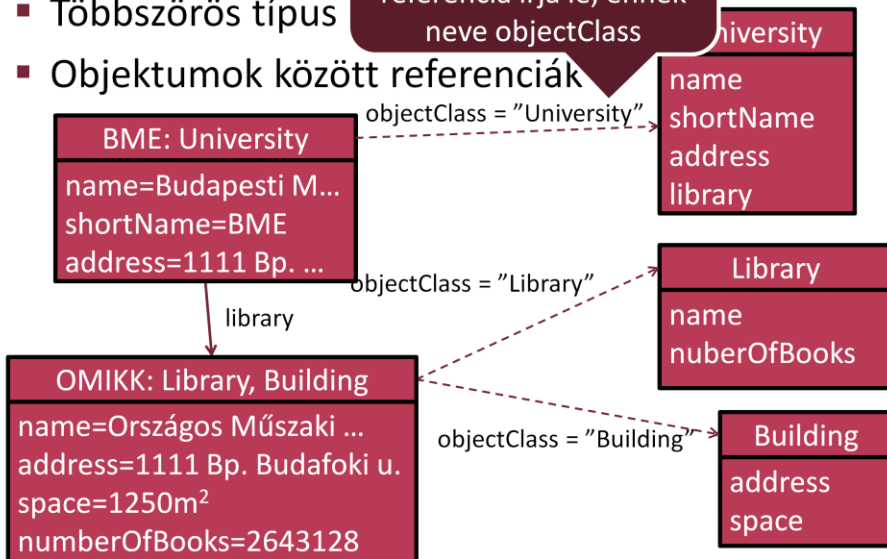 Többszörös típus
referencia írja le, ennek
neve objectClass
Objektumok között referenciák
University
name
shortName
address
library
objectClass = ”University”
BME: University
name=Budapesti M...
shortName=BME
address=1111 Bp. ...
library
objectClass = ”Library”
Library
name
nuberOfBooks
OMIKK: Library, Building
name=Országos Műszaki ...
address=1111 Bp. Budafoki u.
space=1250m²
numberOfBooks=2643128
objectClass = ”Building”
Building
address
space